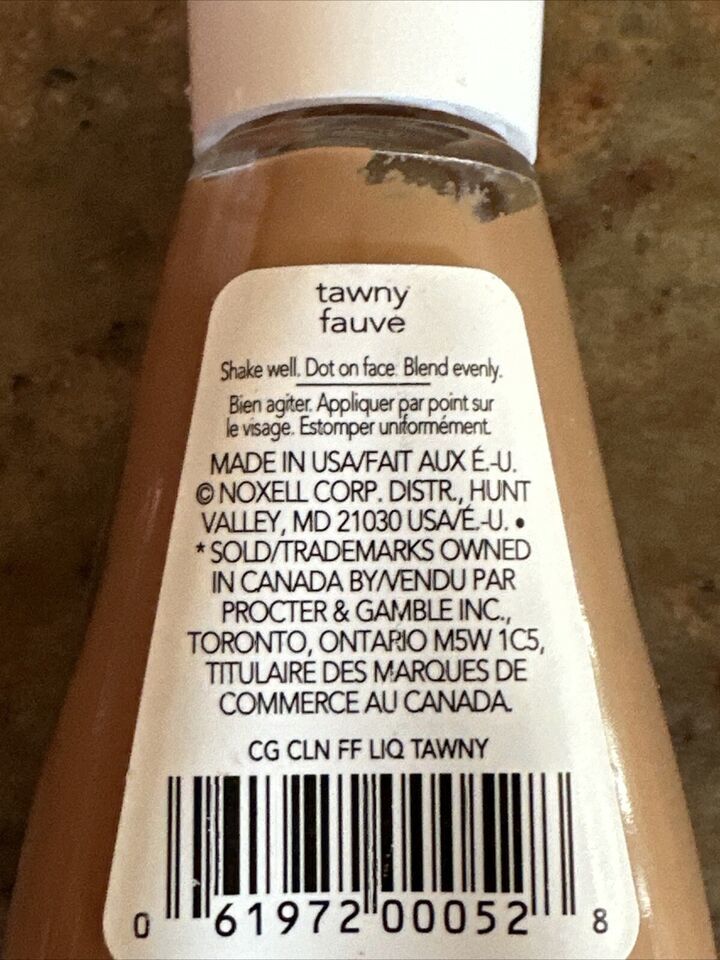 tawny
fauve
Shake well. Dot on face. Blend evenly.
Bien agiter. Appliquer par point sur
le visage. Estomper uniformément.
MADE IN USA/FAIT AUX É.-U.
© NOXELL CORP. DISTR., HUNT
VALLEY, MD 21030 USA/É.-U. •
* SOLD/TRADEMARKS OWNED
IN CANADA BY/VENDU PAR
PROCTER & GAMBLE INC.,
TORONTO, ONTARIO M5W 1C5,
TITULAIRE DES MARQUES DE
COMMERCE AU CANADA.
CG CLN FF LIQ TAWNY
0 61972 00052 8